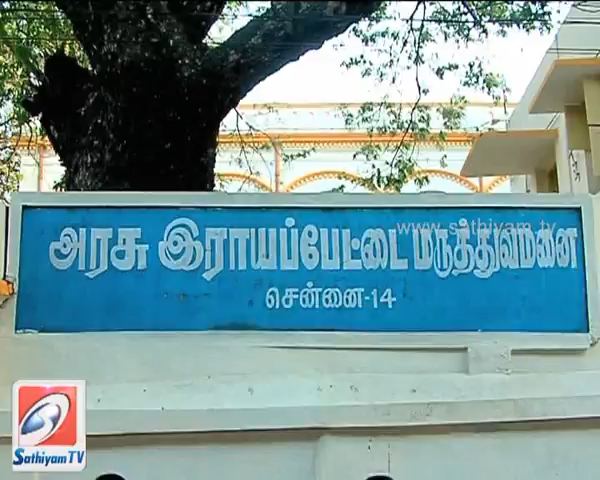 www.sathiyam.tv
அரசு இராயப்பேட்டை மருத்துவமனை
சென்னை-14
Sathiyam TV